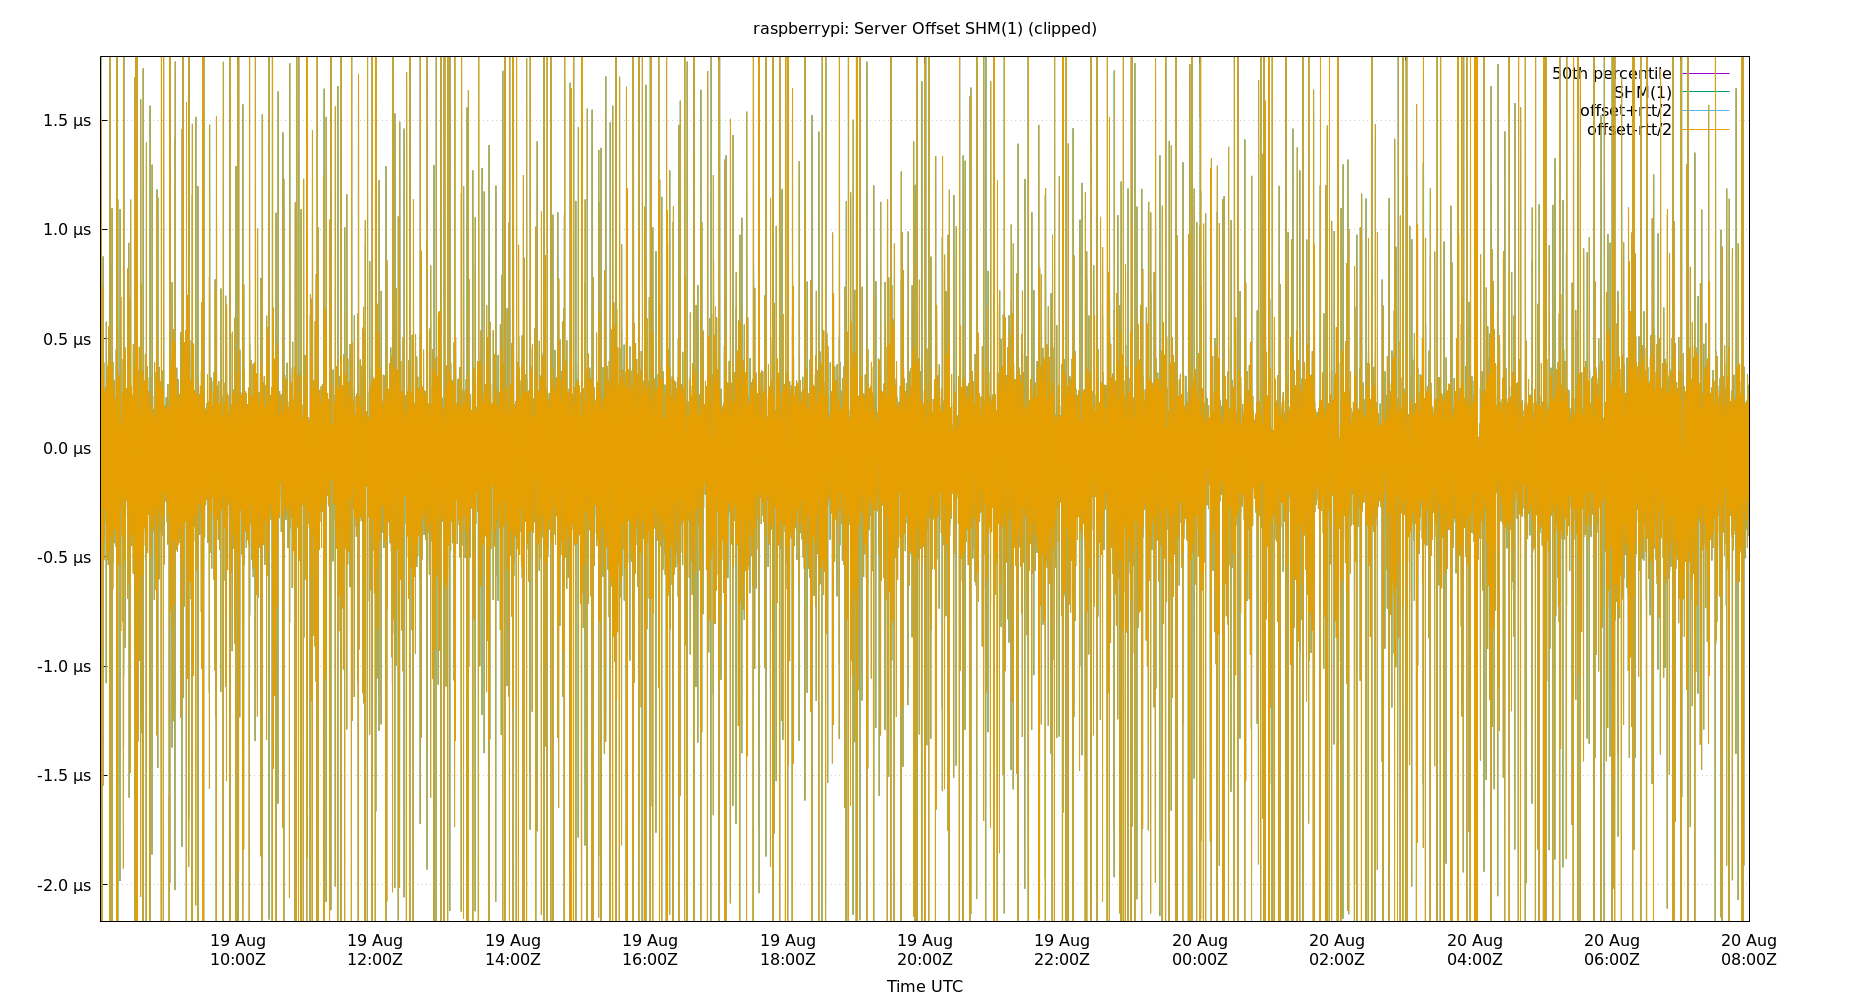 raspberrypi: Server Offset SHM(1) (clipped)
50th percentile
SHM(1)
offset+rtt/2
offset-rtt/2
1.5 µs
1.0 µs
0.5 µs
0.0 µs
-0.5 µs
-1.0 µs
-1.5 µs
-2.0 µs
19 Aug 19 Aug 19 Aug 19 Aug 19 Aug 19 Aug 19 Aug 20 Aug 20 Aug 20 Aug 20 Aug 20 Aug
10:00Z 12:00Z 14:00Z 16:00Z 18:00Z 20:00Z 22:00Z 00:00Z 02:00Z 04:00Z 06:00Z 08:00Z
Time UTC